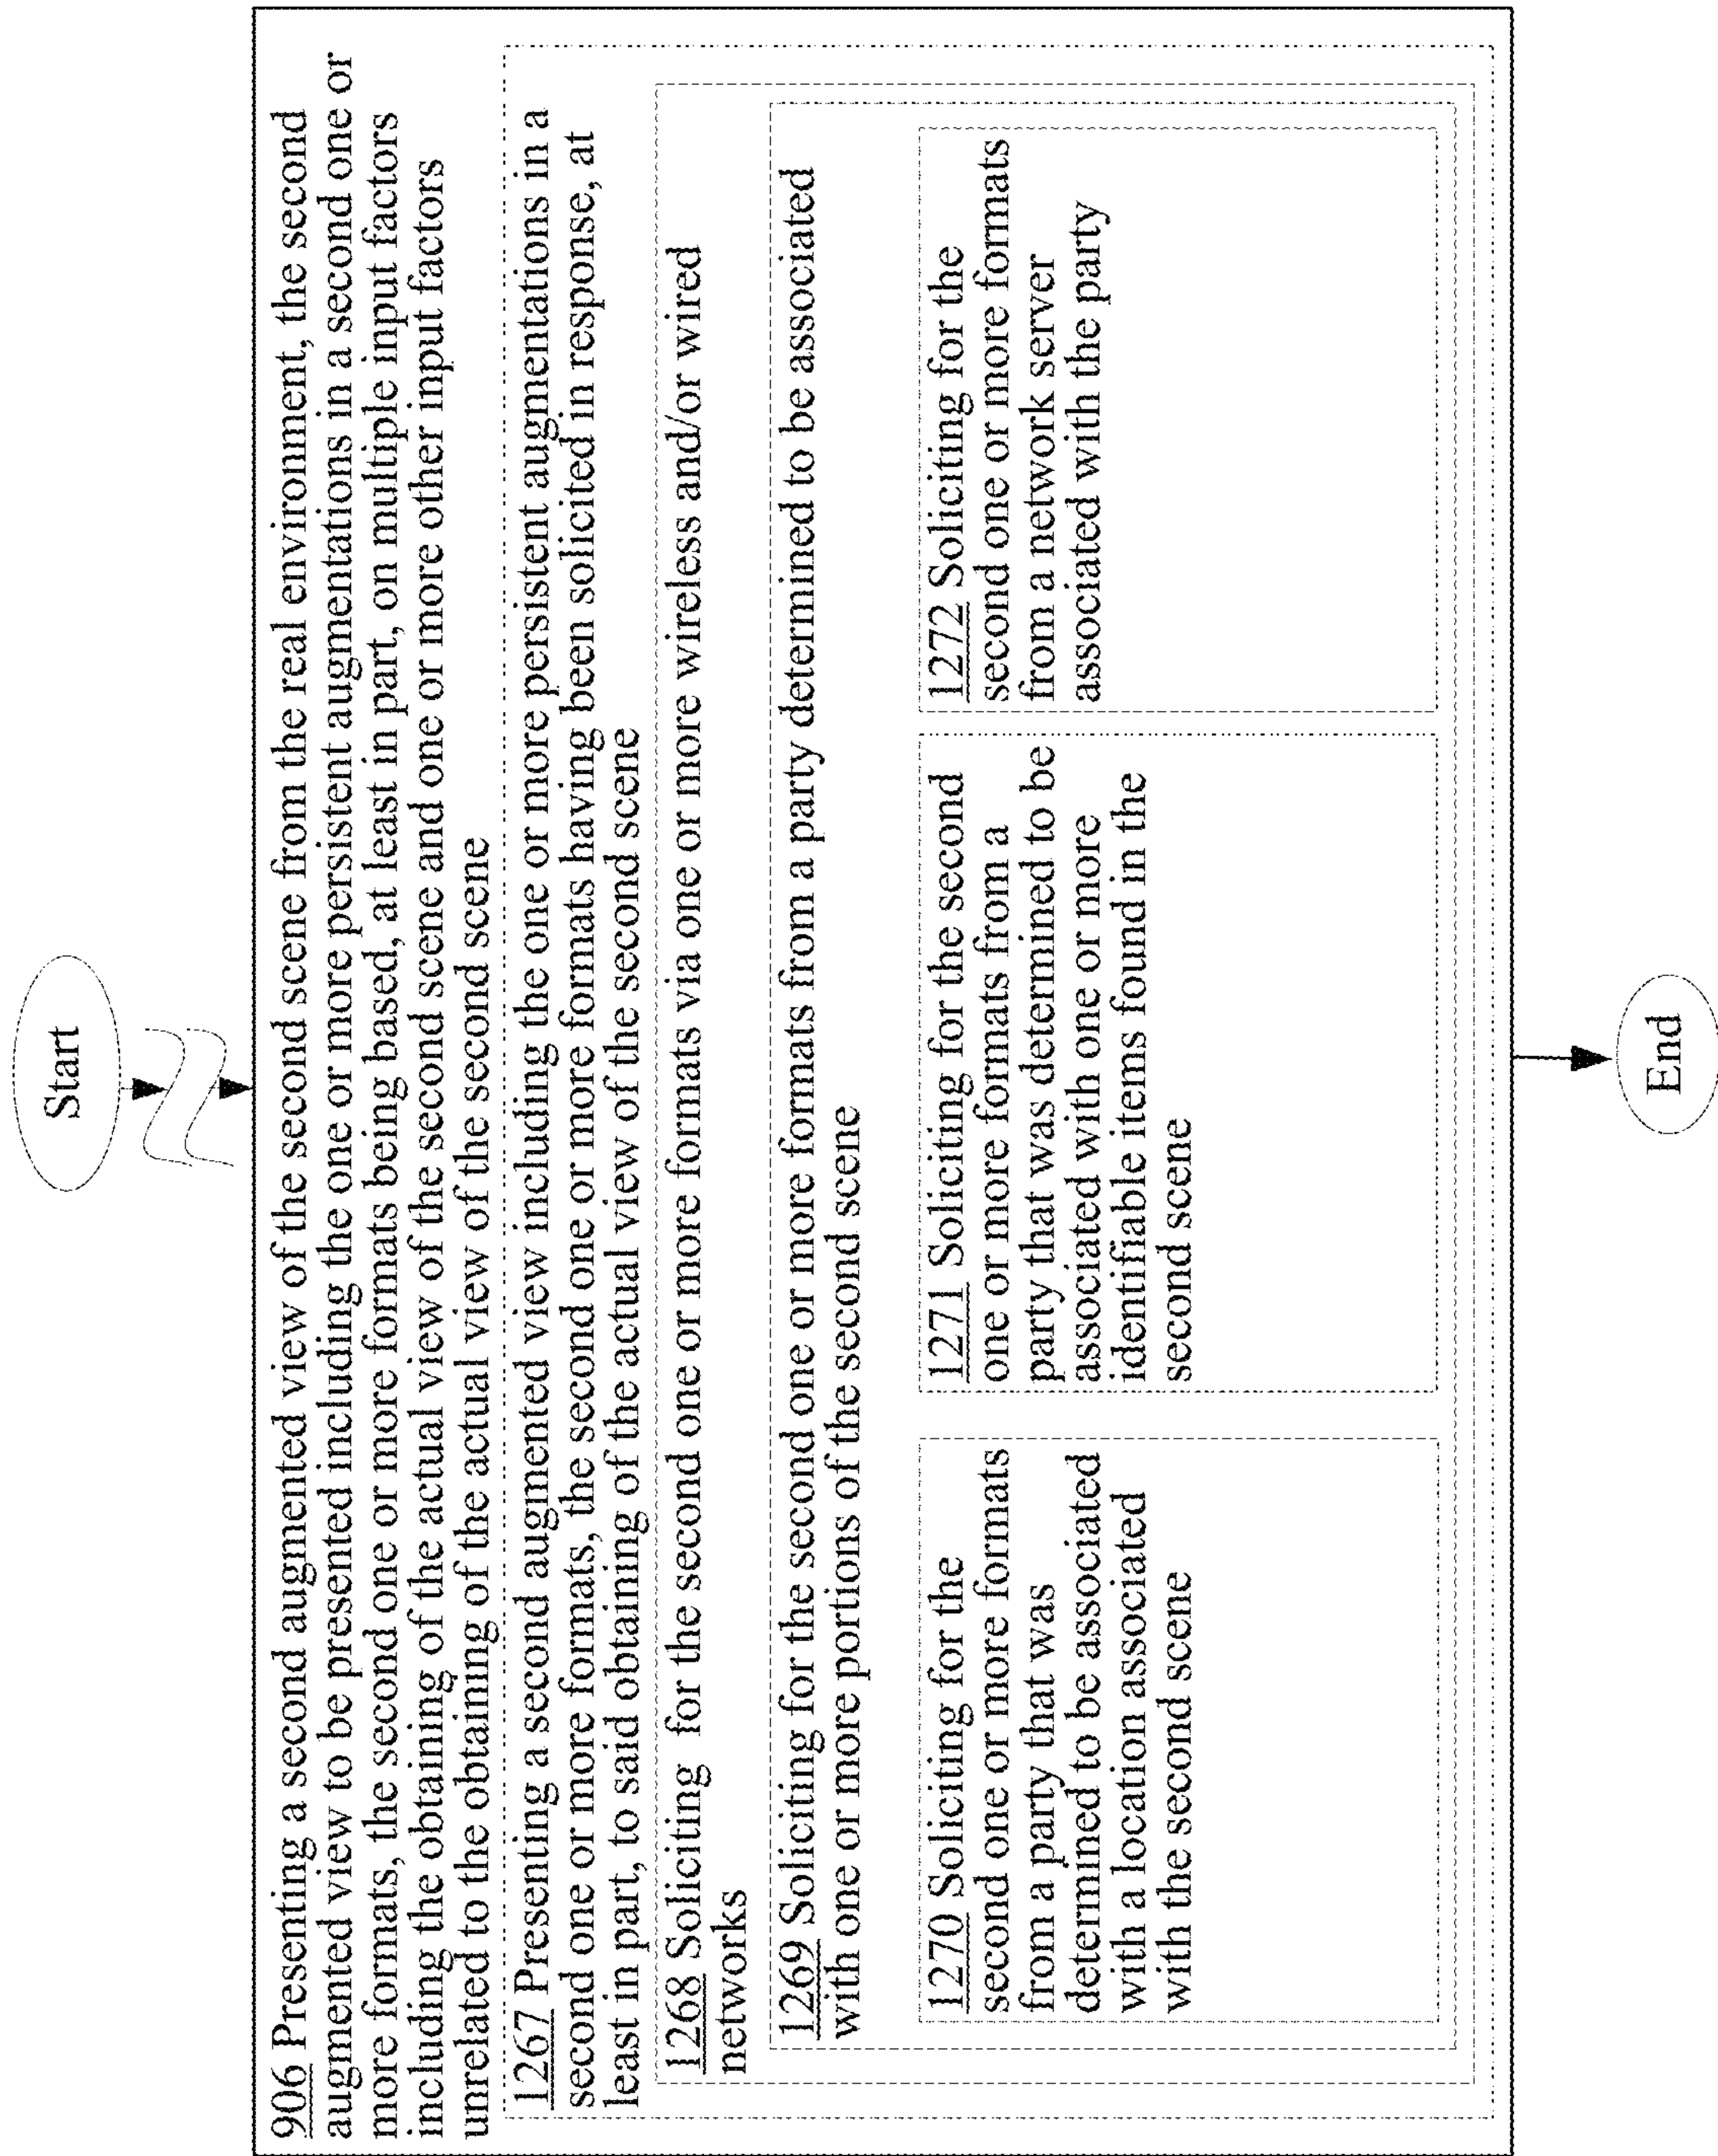 Start
906 Presenting a second augmented view of the second scene from the real environment, the second
augmented view to be presented including the one or more persistent augmentations in a second one or
more formats, the second one or more formats being based, at least in part, on multiple input factors
including the obtaining of the actual view of the second scene and one or more other input factors
unrelated to the obtaining of the actual view of the second scene
1267 Presenting a second augmented view including the one or more persistent augmentations in a
second one or more formats, the second one or more formats having been solicited in response, at
least in part, to said obtaining of the actual view of the second scene
1268 Soliciting for the second one or more formats via one or more wireless and/or wired
networks
1269 Soliciting for the second one or more formats from a party determined to be associated
with one or more portions of the second scene
1270 Soliciting for the
second one or more formats
from a party that was
determined to be associated
with a location associated
with the second scene
1271 Soliciting for the second
one or more formats from a
party that was determined to be
associated with one or more
identifiable items found in the
second scene
1272 Soliciting for the
second one or more formats
from a network server
associated with the party
End